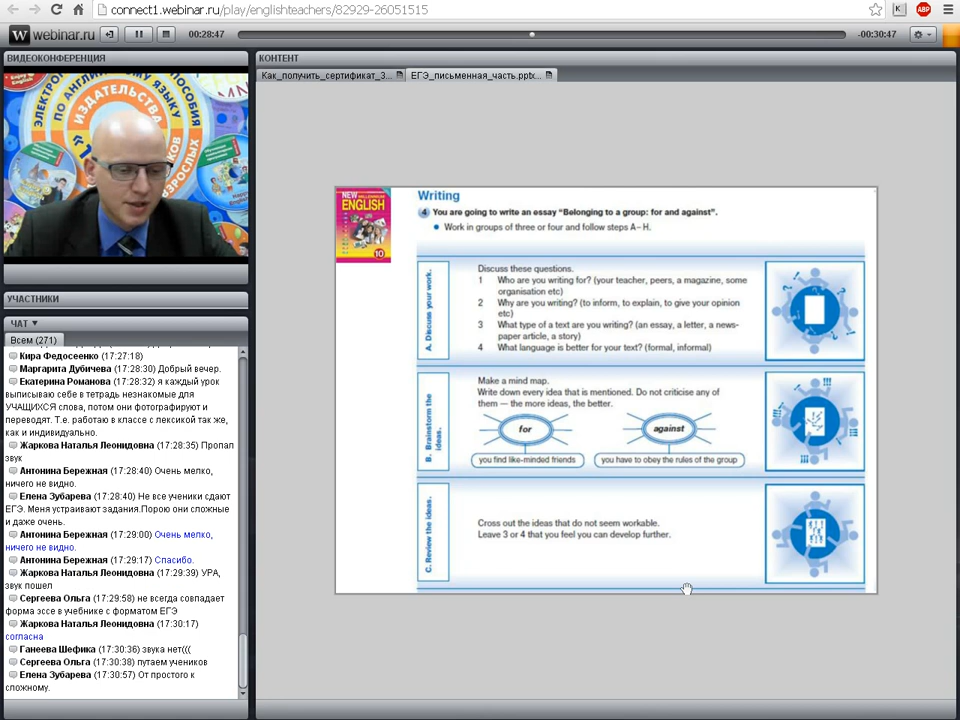 connect1.webinar.ru/play/englishteachers/82929-26051515
K
ABP
W webinar.ru
00:28:47
-00:30:47
ВИДЕОКОНФЕРЕНЦИЯ
ЭЛЕКТРОН
ПО АНГЛИЙСКОМУ ЯЗЫКУ
ИЗДАТЕЛЬСТВА
ВЗРОСЛЫХ
УЧАСТНИКИ
ЧАТ
Всем (271)
Кира Федосеенко (17:27:18)
Маргарита Дубичева (17:28:30) Добрый вечер.
Екатерина Романова (17:28:32) я каждый урок
выписываю себе в тетрадь незнакомые для
УЧАЩИХСЯ слова, потом они фотографируют и
переводят. Т.е. работаю в классе с лексикой так же,
как и индивидуально.
Жаркова Наталья Леонидовна (17:28:35) Пропал
звук
Антонина Бережная (17:28:40) Очень мелко,
ничего не видно.
Елена Зубарева (17:28:40) Не все ученики сдают
ЕГЭ. Меня устраивают задания.Порою они сложные
и даже очень.
Антонина Бережная (17:29:00) Очень мелко,
ничего не видно.
Антонина Бережная (17:29:17) Спасибо.
Жаркова Наталья Леонидовна (17:29:39) УРА,
звук пошел
Сергеева Ольга (17:29:58) не всегда совпадает
форма эссе в учебнике с форматом ЕГЭ
Жаркова Наталья Леонидовна (17:30:17)
согласна
Ганеева Шефика (17:30:36) звука нет(((
Сергеева Ольга (17:30:38) путаем учеников
Елена Зубарева (17:30:57) От простого к
сложному.
КОНТЕНТ
Как_получить_сертификат_3...
ЕГЭ_письменная_часть.pptx...
NEW MILLENNIUM
ENGLISH
10
Writing
4 You are going to write an essay "Belonging to a group: for and against".
• Work in groups of three or four and follow steps A–H.
A. Discuss your work.
Discuss these questions.
1 Who are you writing for? (your teacher, peers, a magazine, some
organisation etc)
2 Why are you writing? (to inform, to explain, to give your opinion
etc)
3 What type of a text are you writing? (an essay, a letter, a news-
paper article, a story)
4 What language is better for your text? (formal, informal)
B. Brainstorm the
ideas.
Make a mind map.
Write down every idea that is mentioned. Do not criticise any of
them — the more ideas, the better.
for
against
you find like-minded friends
you have to obey the rules of the group
C. Review the ideas.
Cross out the ideas that do not seem workable.
Leave 3 or 4 that you feel you can develop further.